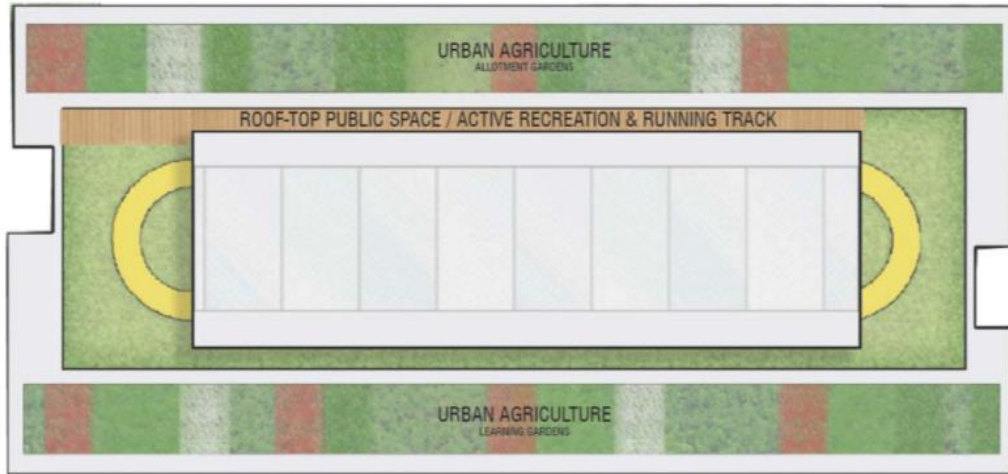 URBAN AGRICULTURE
ALLOTMENT GARDENS
ROOF-TOP PUBLIC SPACE / ACTIVE RECREATION & RUNNING TRACK
URBAN AGRICULTURE
LEARNING GARDENS